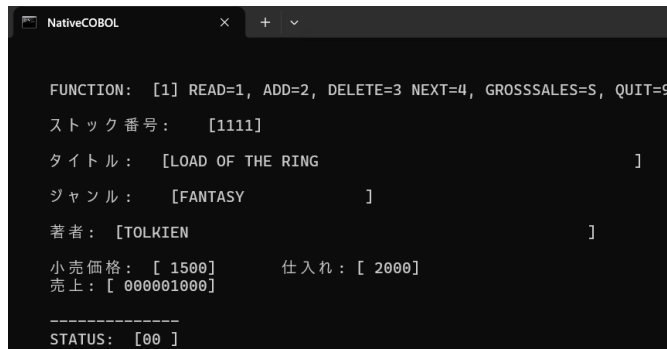 NativeCOBOL
FUNCTION: [1] READ=1, ADD=2, DELETE=3 NEXT=4, GROSSSALES=S, QUIT=9
ストック番号: [1111]
タイトル: [LOAD OF THE RING ]
ジャンル: [FANTASY ]
著者: [TOLKIEN ]
小売価格: [ 1500] 仕入れ: [ 2000]
売上: [ 000001000]
--------------
STATUS: [00 ]